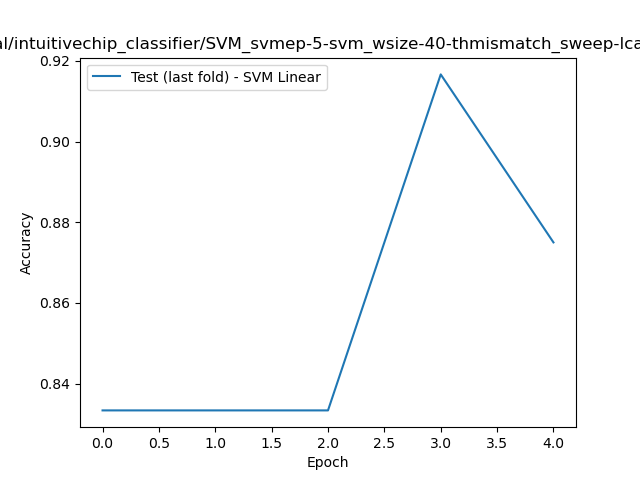 al/intuitivechip_classifier/SVM_svmep-5-svm_wsize-40-thmismatch_sweep-lca
Test (last fold) - SVM Linear
0.92
0.90
0.88
0.86
0.84
Accuracy
0.0 0.5 1.0 1.5 2.0 2.5 3.0 3.5 4.0
Epoch